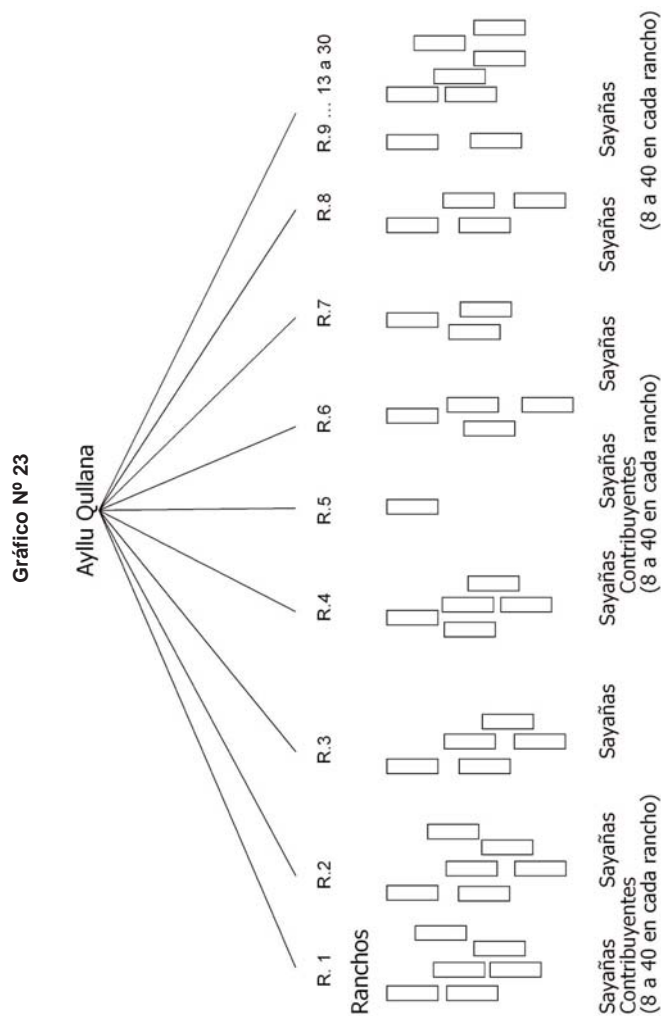 Gráfico Nº 23
Ayllu Qullana
R. 1
R.2
R.3
R.4
R.5
R.6
R.7
R.8
R.9 ... 13 a 30
Ranchos
Sayañas
Contribuyentes
(8 a 40 en cada rancho)
Sayañas
Sayañas
Sayañas
Contribuyentes
(8 a 40 en cada rancho)
Sayañas
Sayañas
Sayañas
Sayañas
(8 a 40 en cada rancho)